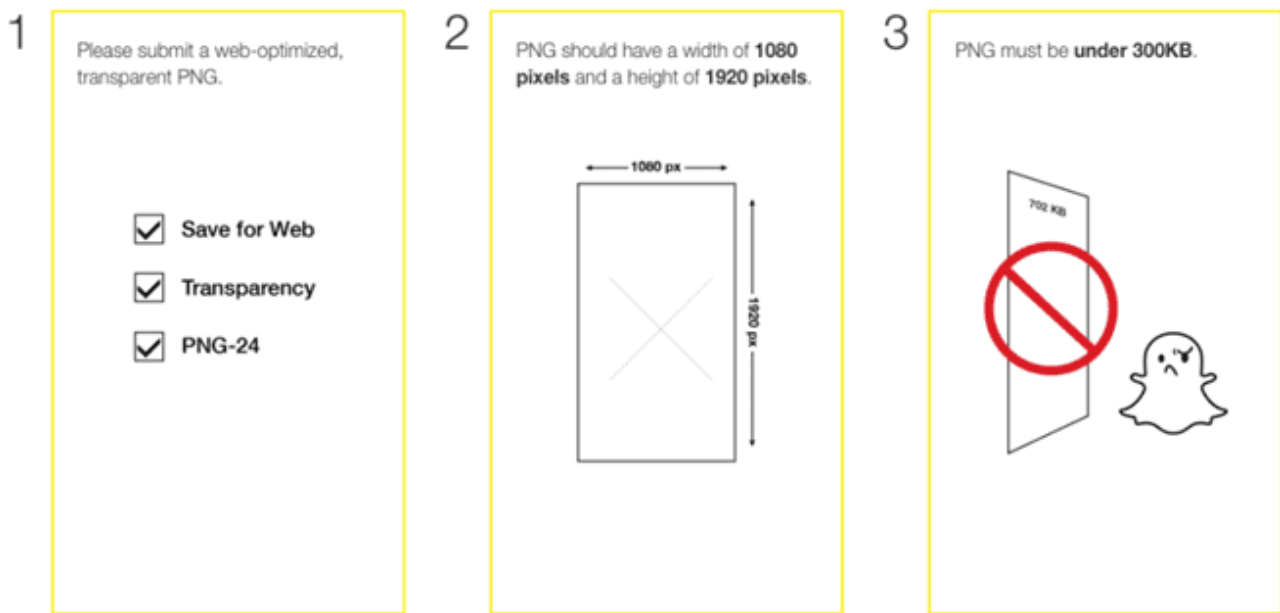 1
Please submit a web-optimized,
transparent PNG.
Save for Web
Transparency
PNG-24
2
PNG should have a width of 1080
pixels and a height of 1920 pixels.
1080 px
1920 px
3
PNG must be under 300KB.
702 KB